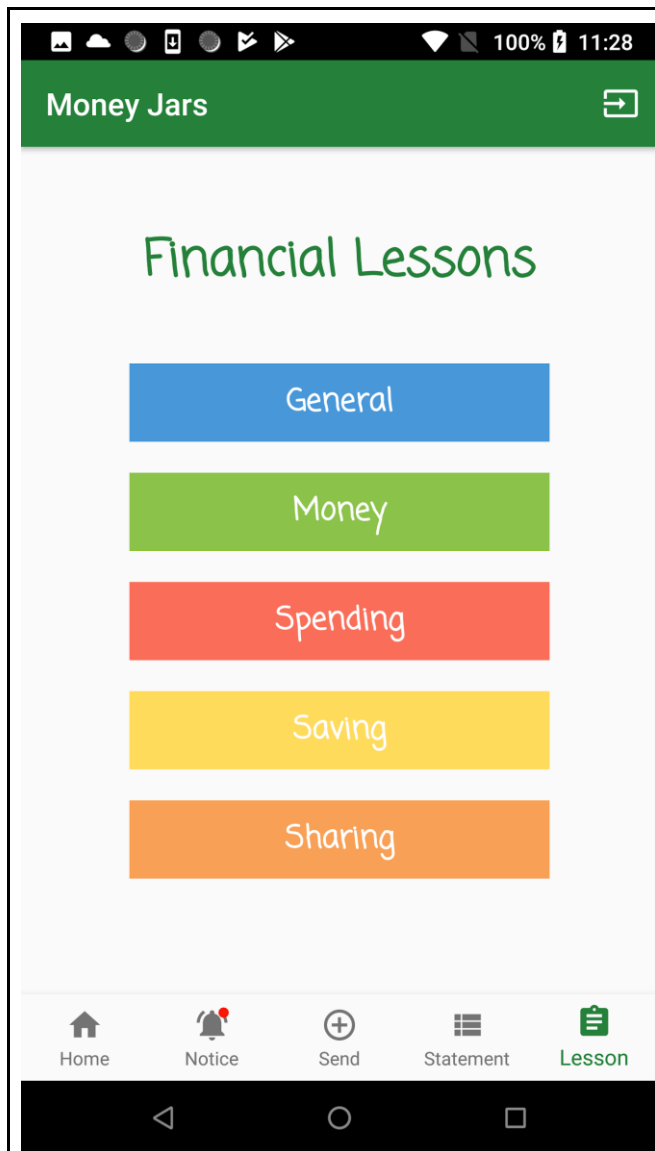 100% 11:28
Money Jars
Financial Lessons
General
Money
Spending
Saving
Sharing
Home Notice Send Statement Lesson